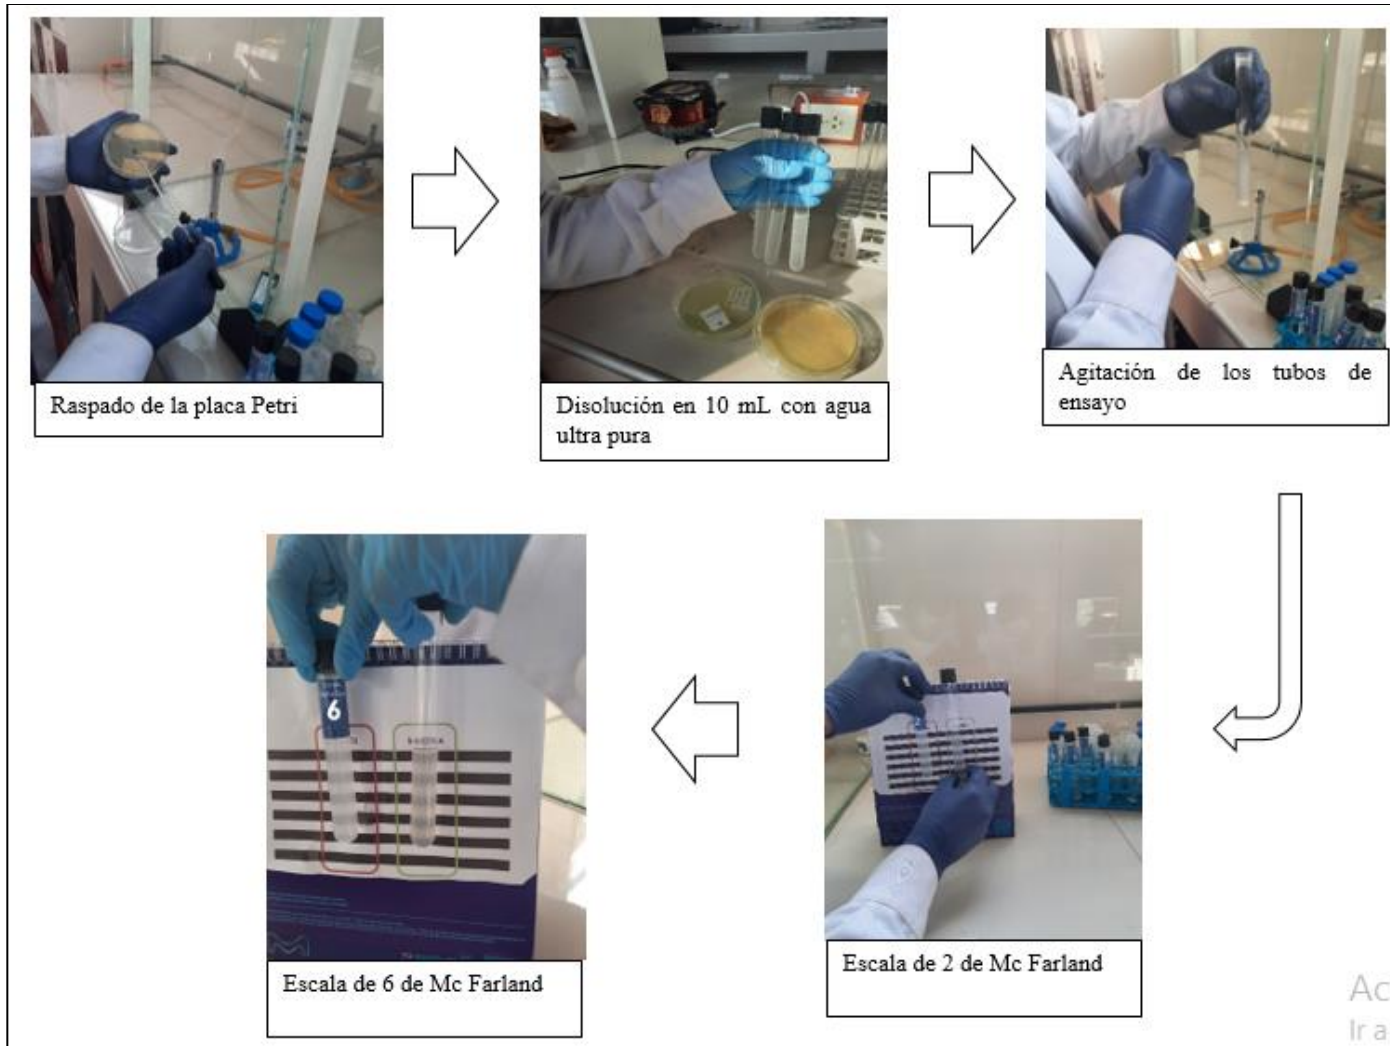 Raspado de la placa Petri
Disolución en 10 mL con agua
ultra pura
Agitación de los tubos de
ensayo
6
Escala de 6 de Mc Farland
Escala de 2 de Mc Farland
Ac
Ir a